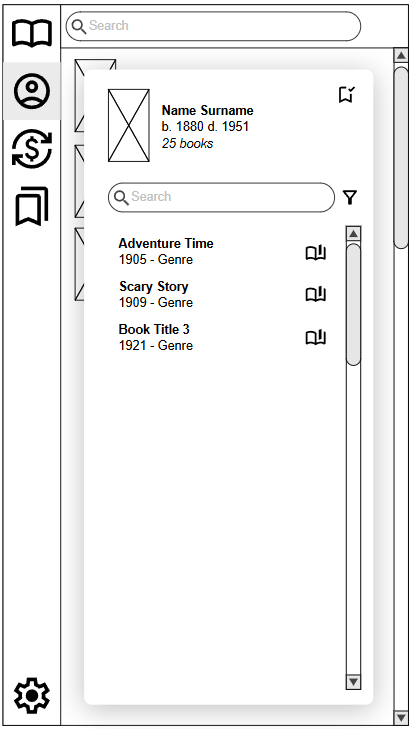 Search
Name Surname
b. 1880 d. 1951
25 books
Search
Adventure Time
1905 - Genre
Scary Story
1909 - Genre
Book Title 3
1921 - Genre